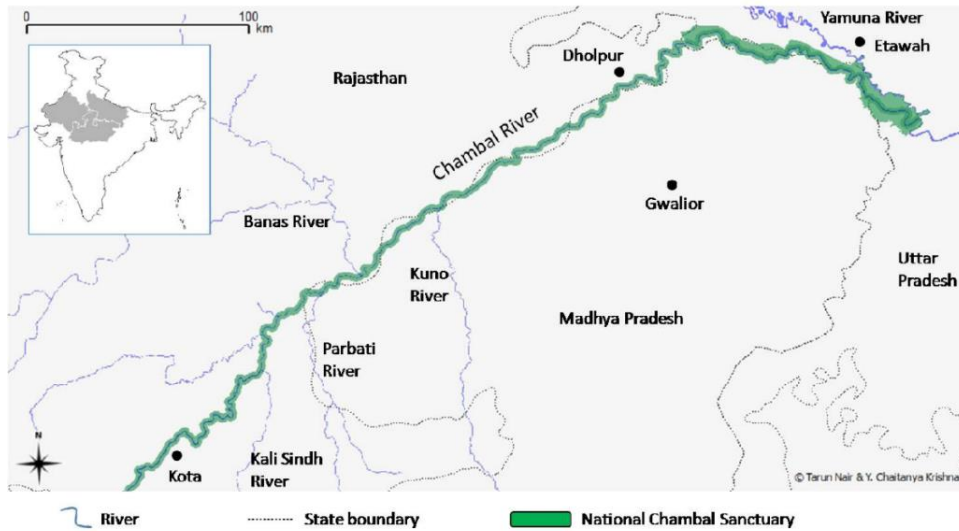 0
100
km
Yamuna River
Etawah
Dholpur
Rajasthan
Chambal River
Gwalior
Banas River
Kuno
River
Uttar
Pradesh
Madhya Pradesh
Parbati
River
N
Kota
Kali Sindh
River
© Tarun Nair & Y. Chaitanya Krishna
River
State boundary
National Chambal Sanctuary